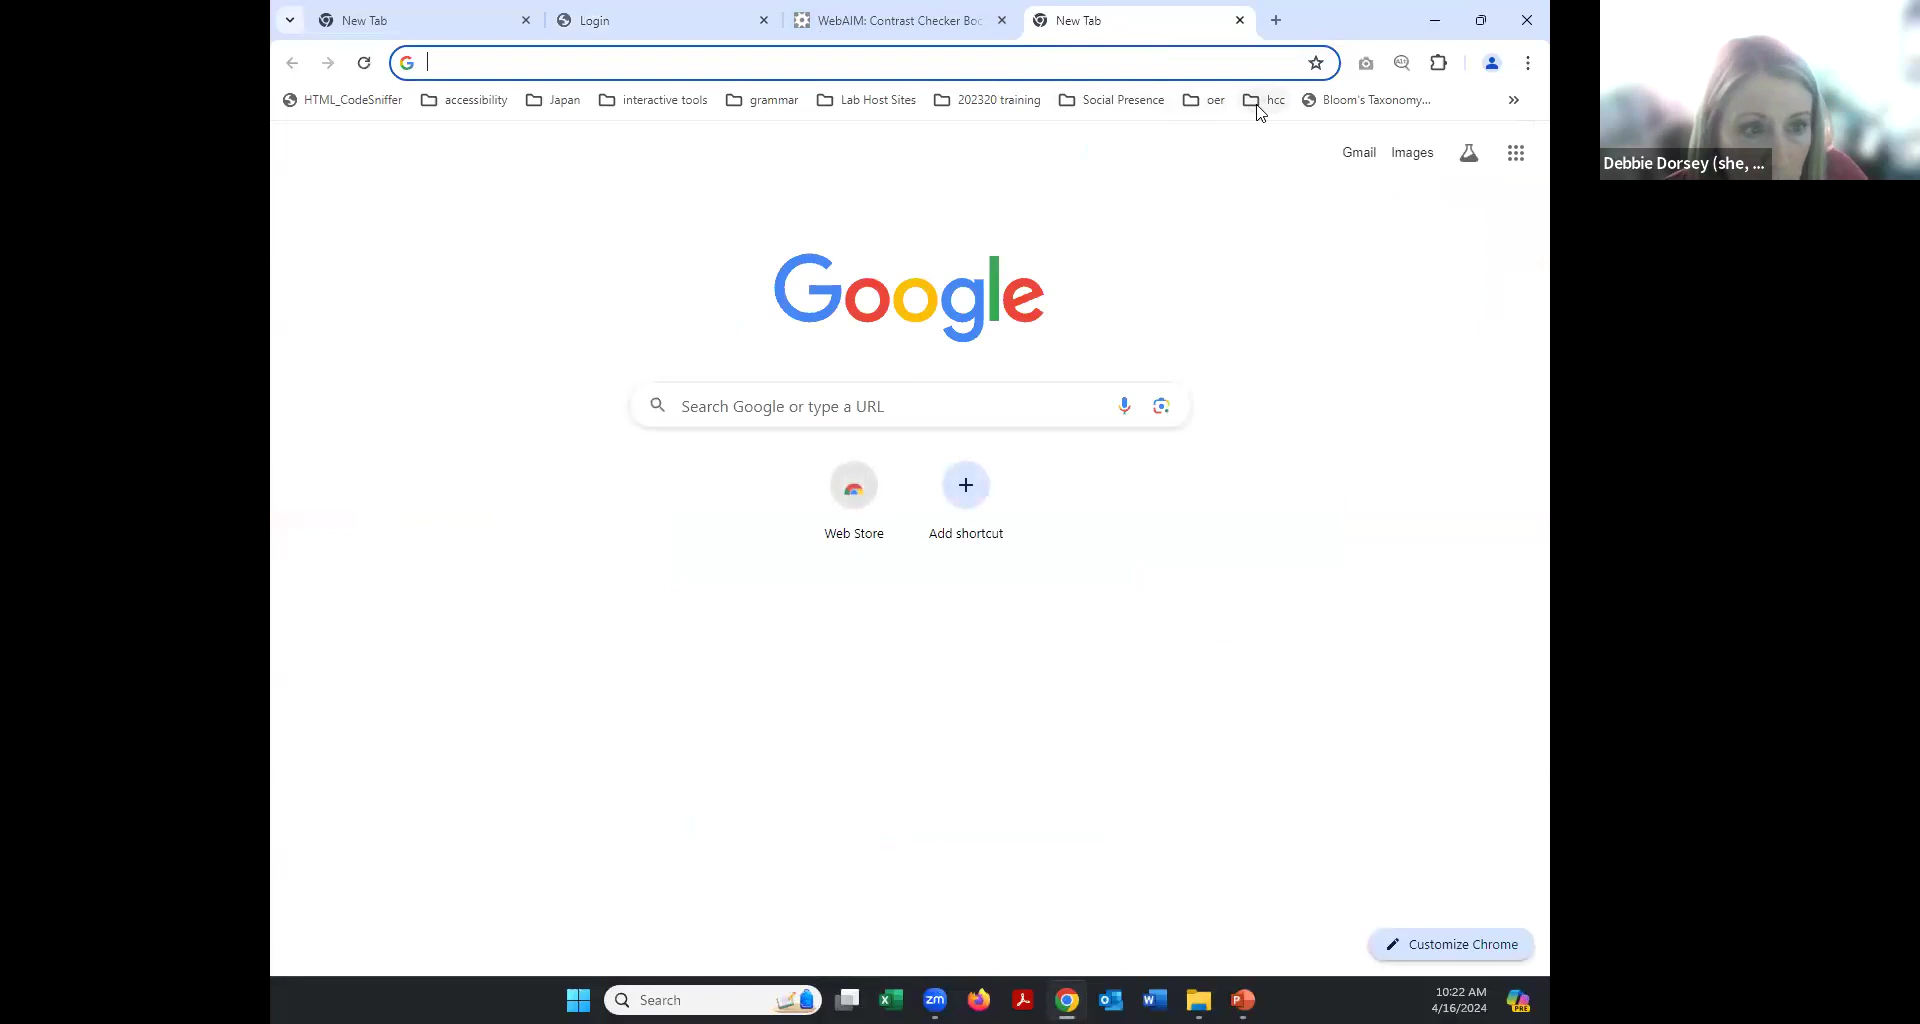 New Tab
Login
WebAIM: Contrast Checker Boo
New Tab
HTML_CodeSniffer
accessibility
Japan
interactive tools
grammar
Lab Host Sites
202320 training
Social Presence
oer
hcc
Bloom's Taxonomy...
Gmail
Images
Google
Search Google or type a URL
Web Store
Add shortcut
Customize Chrome
Search
10:22 AM
4/16/2024
Debbie Dorsey (she, ...